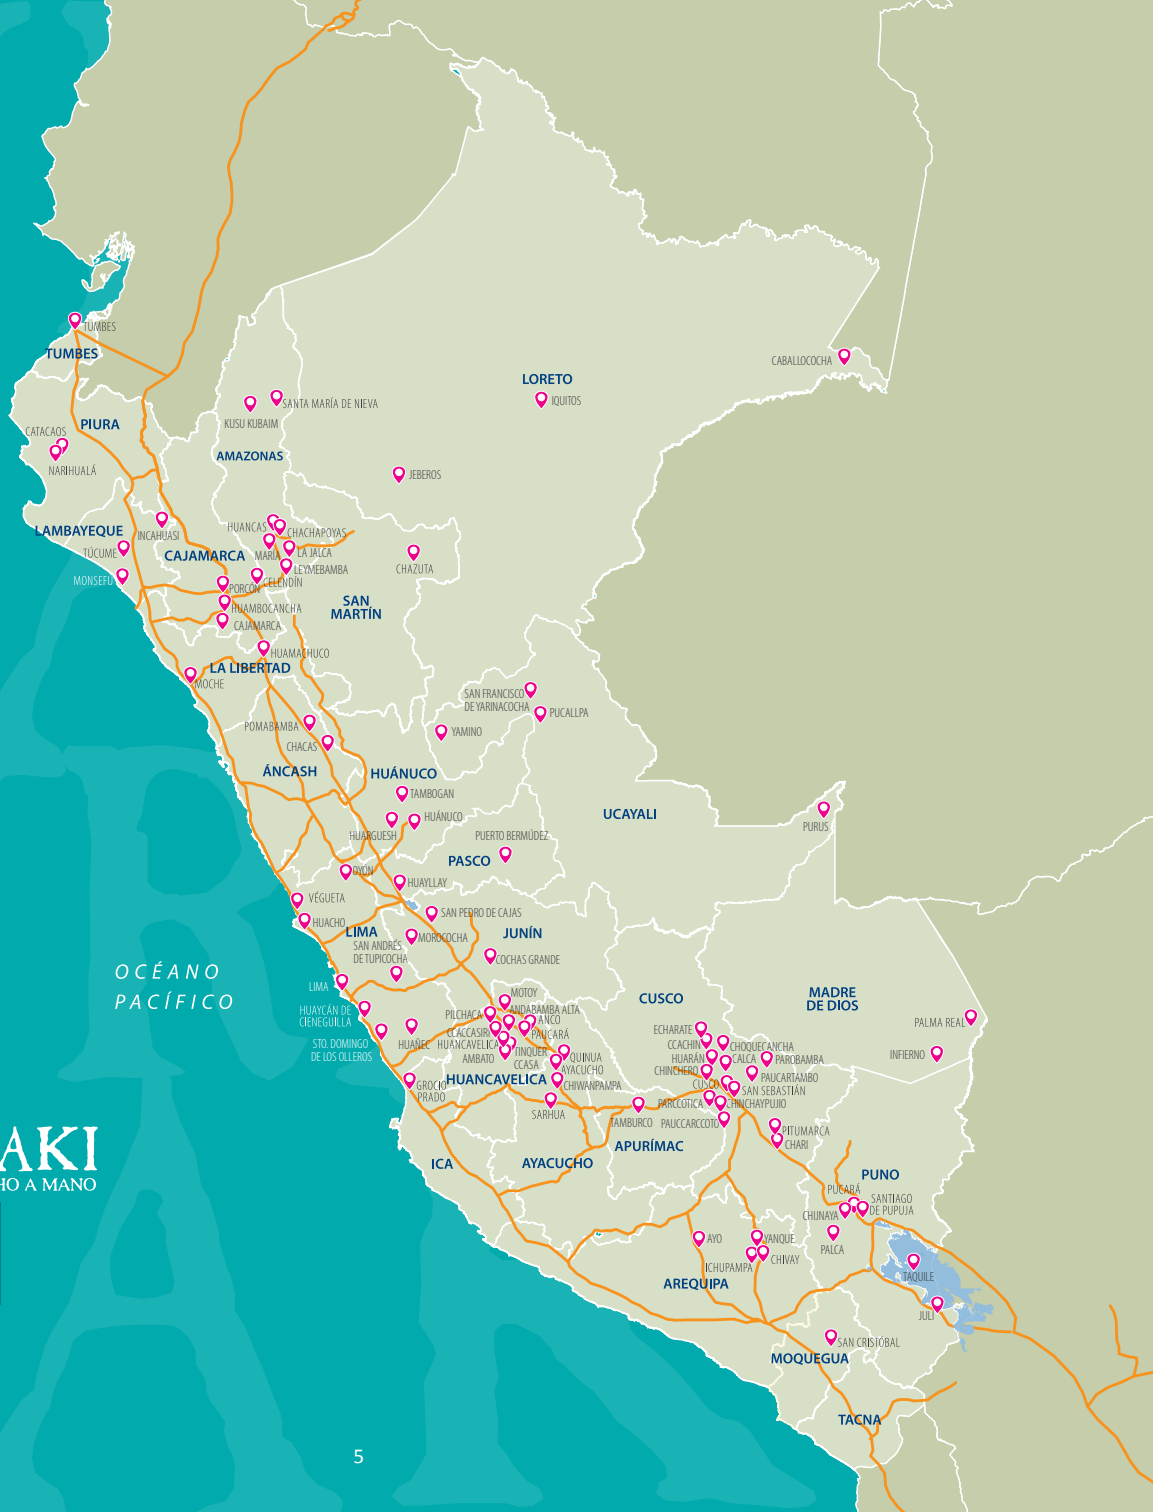 TUMBES
TUMBES
CABALLOCOCHA
LORETO
IQUITOS
SANTA MARÍA DE NIEVA
KUSU KUBAIM
PIURA
CATACAOS
NARIHUALÁ
AMAZONAS
JEBEROS
LAMBAYEQUE
INCAHUASI
HUANCAS
CHACHAPOYAS
TÚCUME
CAJAMARCA
MARÍA
LA JALCA
LEYMEBAMBA
CHAZUTA
MONSEFÚ
PORCÓN
CELENDÍN
HUAMBOCANCHA
SAN
MARTÍN
CAJAMARCA
HUAMACHUCO
LA LIBERTAD
MOCHE
SAN FRANCISCO
DE YARINACOCHA
PUCALLPA
POMABAMBA
YAMINO
CHACAS
ÁNCASH
HUÁNUCO
TAMBOGAN
UCAYALI
HUÁNUCO
HUARGUESH
PURUS
PUERTO BERMÚDEZ
PASCO
OYÓN
HUAYLLAY
VÉGUETA
SAN PEDRO DE CAJAS
HUACHO
LIMA
MOROCOCHA
JUNÍN
SAN ANDRÉS
DE TUPICOCHA
COCHAS GRANDE
OCÉANO
PACÍFICO
LIMA
MOTOY
CUSCO
MADRE
DE DIOS
HUAYCÁN DE
CIENEGUILLA
PILCHACA
ANDABAMBA ALTA
ANCO
PALMA REAL
STO. DOMINGO
DE LOS OLLEROS
HUAÑEC
CCACCASIRI
PAUCARÁ
HUANCAVELICA
TINQUER
CCASA
AMBATO
ECHARATE
CCACHIN
CHOQUECANCHA
INFIERNO
HUARÁN
CALCA
PAROBAMBA
QUINUA
AYACUCHO
CHINCHERO
PAUCARTAMBO
HUANCAVELICA
CHIWANPAMPA
CUSCO
SAN SEBASTIÁN
GROCIO
PRADO
SARHUA
PARCCOTICA
CHINCHAYPUJIO
TAMBURCO
PAUCCARCCOTO
PITUMARCA
APURÍMAC
CHARI
AKI
HO A MANO
ICA
AYACUCHO
PUNO
PUCARÁ
SANTIAGO
DE PUPUJA
CHIJNAYA
AYO
YANQUE
PALCA
ICHUPAMPA
CHIVAY
TAQUILE
AREQUIPA
JULI
SAN CRISTÓBAL
MOQUEGUA
TACNA
5